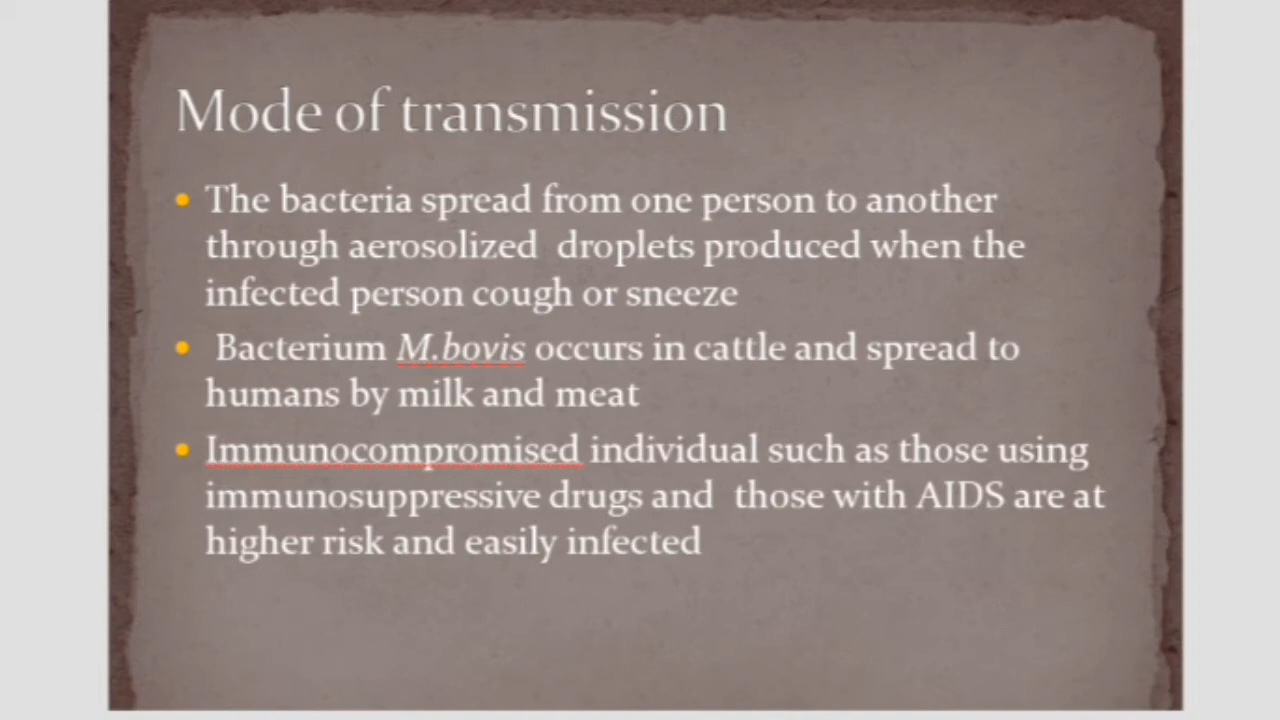 Mode of transmission
• The bacteria spread from one person to another
through aerosolized  droplets produced when the
infected person cough or sneeze
•  Bacterium M.bovis occurs in cattle and spread to
humans by milk and meat
• Immunocompromised individual such as those using
immunosuppressive drugs and  those with AIDS are at
higher risk and easily infected